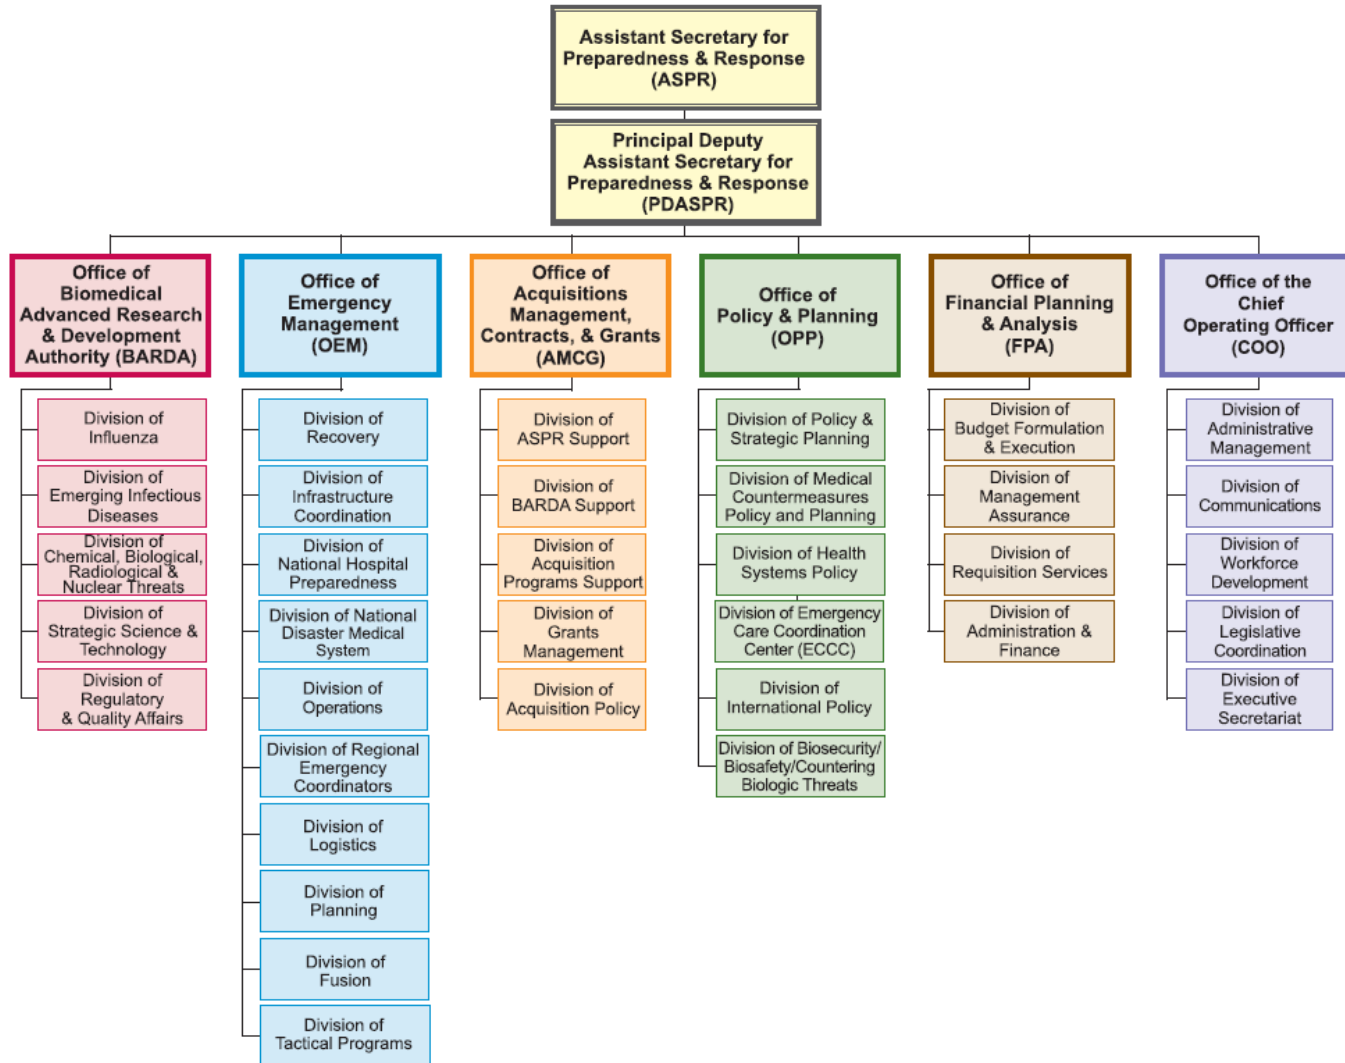 Assistant Secretary for
Preparedness & Response
(ASPR)
Principal Deputy
Assistant Secretary for
Preparedness & Response
(PDASPR)
Office of
Biomedical
Advanced Research
& Development
Authority (BARDA)
Division of
Influenza
Division of
Emerging Infectious
Diseases
Division of
Chemical, Biological,
Radiological &
Nuclear Threats
Division of
Strategic Science &
Technology
Division of
Regulatory
& Quality Affairs
Office of
Emergency
Management
(OEM)
Division of
Recovery
Division of
Infrastructure
Coordination
Division of
National Hospital
Preparedness
Division of National
Disaster Medical
System
Division of
Operations
Division of Regional
Emergency
Coordinators
Division of
Logistics
Division of
Planning
Division of
Fusion
Division of
Tactical Programs
Office of
Acquisitions
Management,
Contracts, & Grants
(AMCG)
Division of
ASPR Support
Division of
BARDA Support
Division of
Acquisition
Programs Support
Division of
Grants
Management
Division of
Acquisition Policy
Office of
Policy & Planning
(OPP)
Division of Policy &
Strategic Planning
Division of Medical
Countermeasures
Policy and Planning
Division of Health
Systems Policy
Division of Emergency
Care Coordination
Center (ECCC)
Division of
International Policy
Division of Biosecurity/
Biosafety/Countering
Biologic Threats
Office of
Financial Planning
& Analysis
(FPA)
Division of
Budget Formulation
& Execution
Division of
Management
Assurance
Division of
Requisition Services
Division of
Administration &
Finance
Office of the
Chief
Operating Officer
(COO)
Division of
Administrative
Management
Division of
Communications
Division of
Workforce
Development
Division of
Legislative
Coordination
Division of
Executive
Secretariat